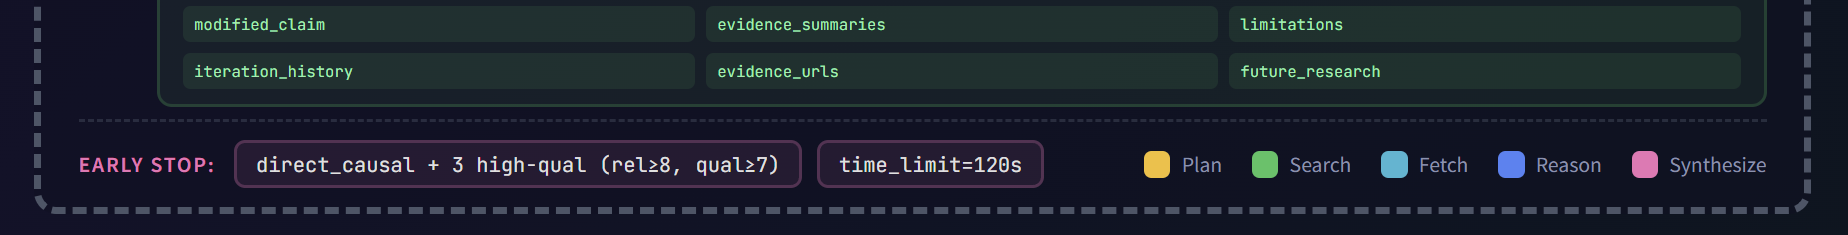 modified_claim evidence_summaries limitations
iteration_history evidence_urls future_research
EARLY STOP: direct_causal + 3 high-qual (rel≥8, qual≥7) time_limit=120s Plan Search Fetch Reason Synthesize